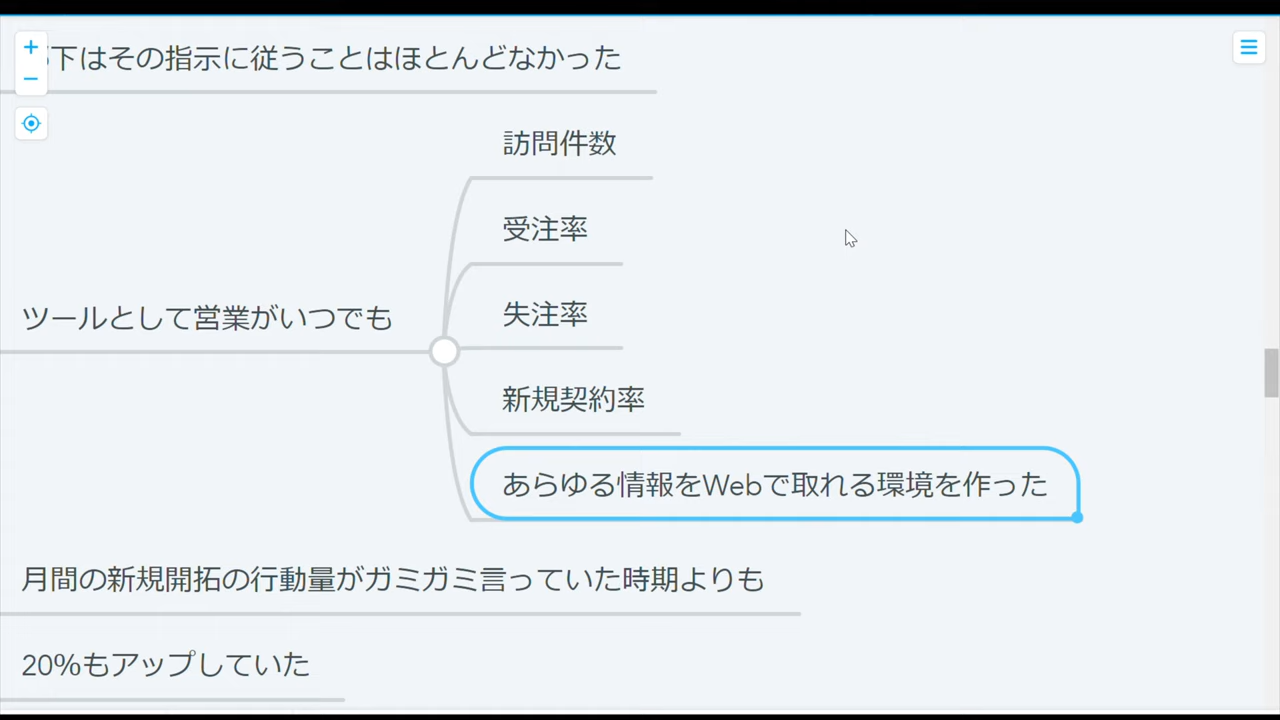 下はその指示に従うことはほとんどなかった
訪問件数
受注率
ツールとして営業がいつでも
失注率
新規契約率
あらゆる情報をWebで取れる環境を作った
月間の新規開拓の行動量がガミガミ言っていた時期よりも
20%もアップしていた